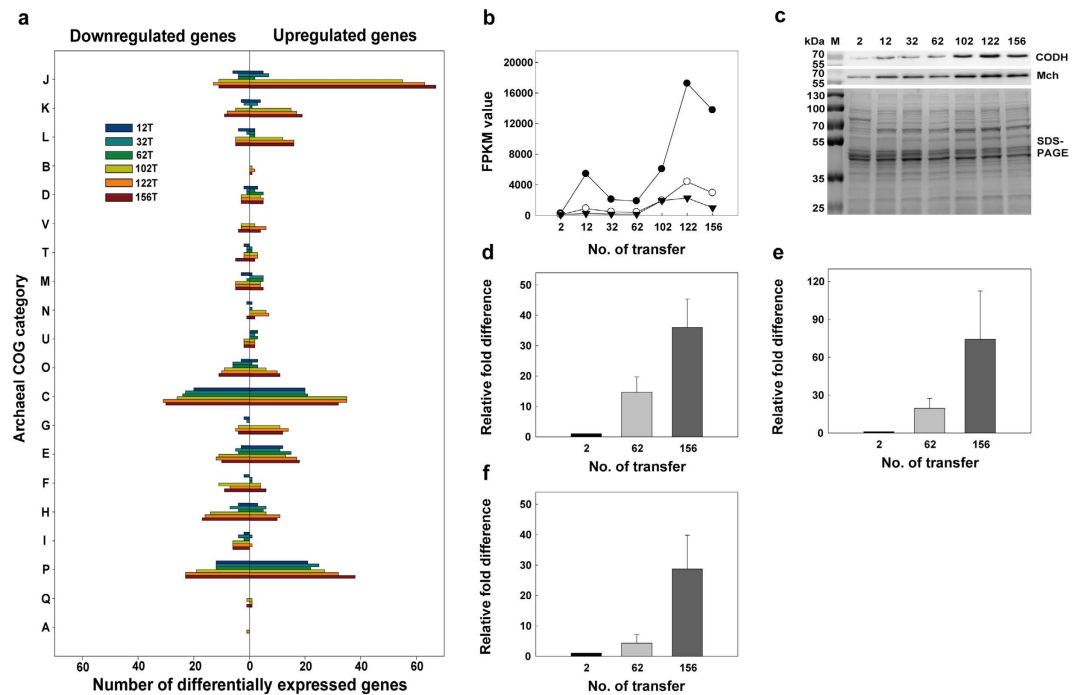 a
Downregulated genes
Upregulated genes
Archaeal COG category
J
K
L
B
D
V
T
M
N
U
O
C
G
E
F
H
I
P
Q
A
12T
32T
62T
102T
122T
156T
60 40 20 0 20 40 60
Number of differentially expressed genes
b
FPKM value
20000
16000
12000
8000
4000
0
2 12 32 62 102 122 156
No. of transfer
c
kDa M 2 12 32 62 102 122 156
70
55
CODH
70
55
Mch
130
100
70
55
35
25
SDS-
PAGE
d
Relative fold difference
50
40
30
20
10
0
2 62 156
No. of transfer
e
Relative fold difference
120
90
60
30
0
2 62 156
No. of transfer
f
Relative fold difference
50
40
30
20
10
0
2 62 156
No. of transfer